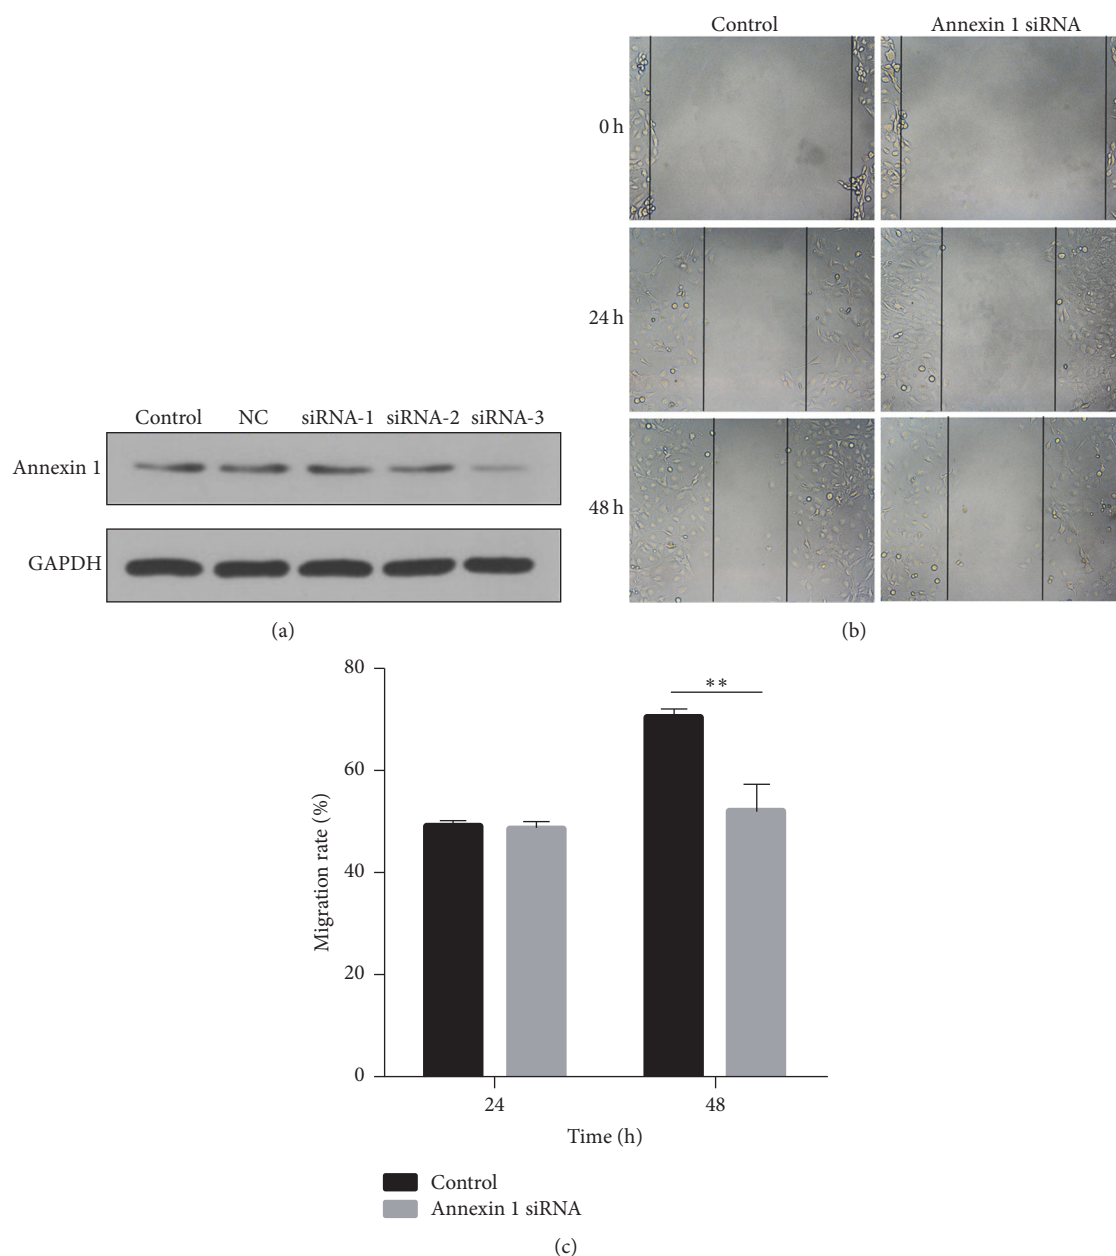 Control Annexin 1 siRNA
0 h
24 h
48 h
(b)
Control NC siRNA-1 siRNA-2 siRNA-3
Annexin 1
GAPDH
(a)
80
60
40
20
0
Migration rate (%)
**
24 48
Time (h)
Control
Annexin 1 siRNA
(c)